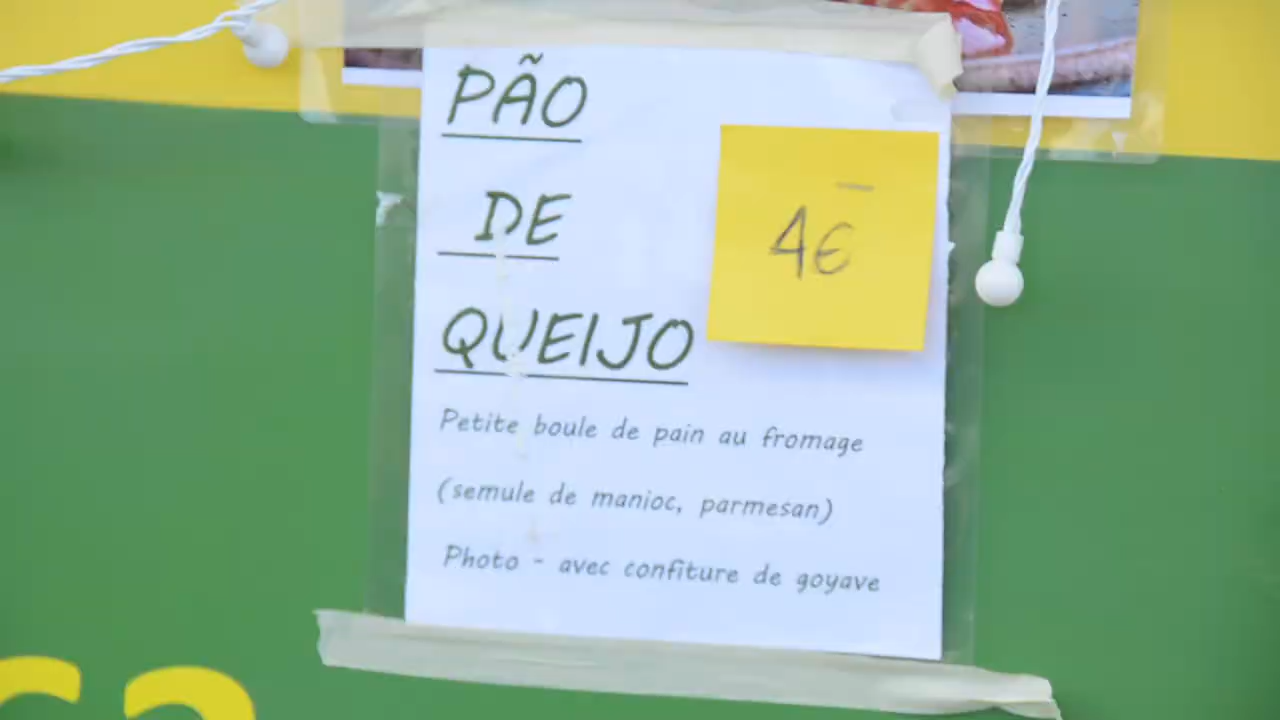 PÃO
DE
QUEIJO
4€
Petite boule de pain au fromage
(semule de manioc, parmesan)
Photo - avec confiture de goyave